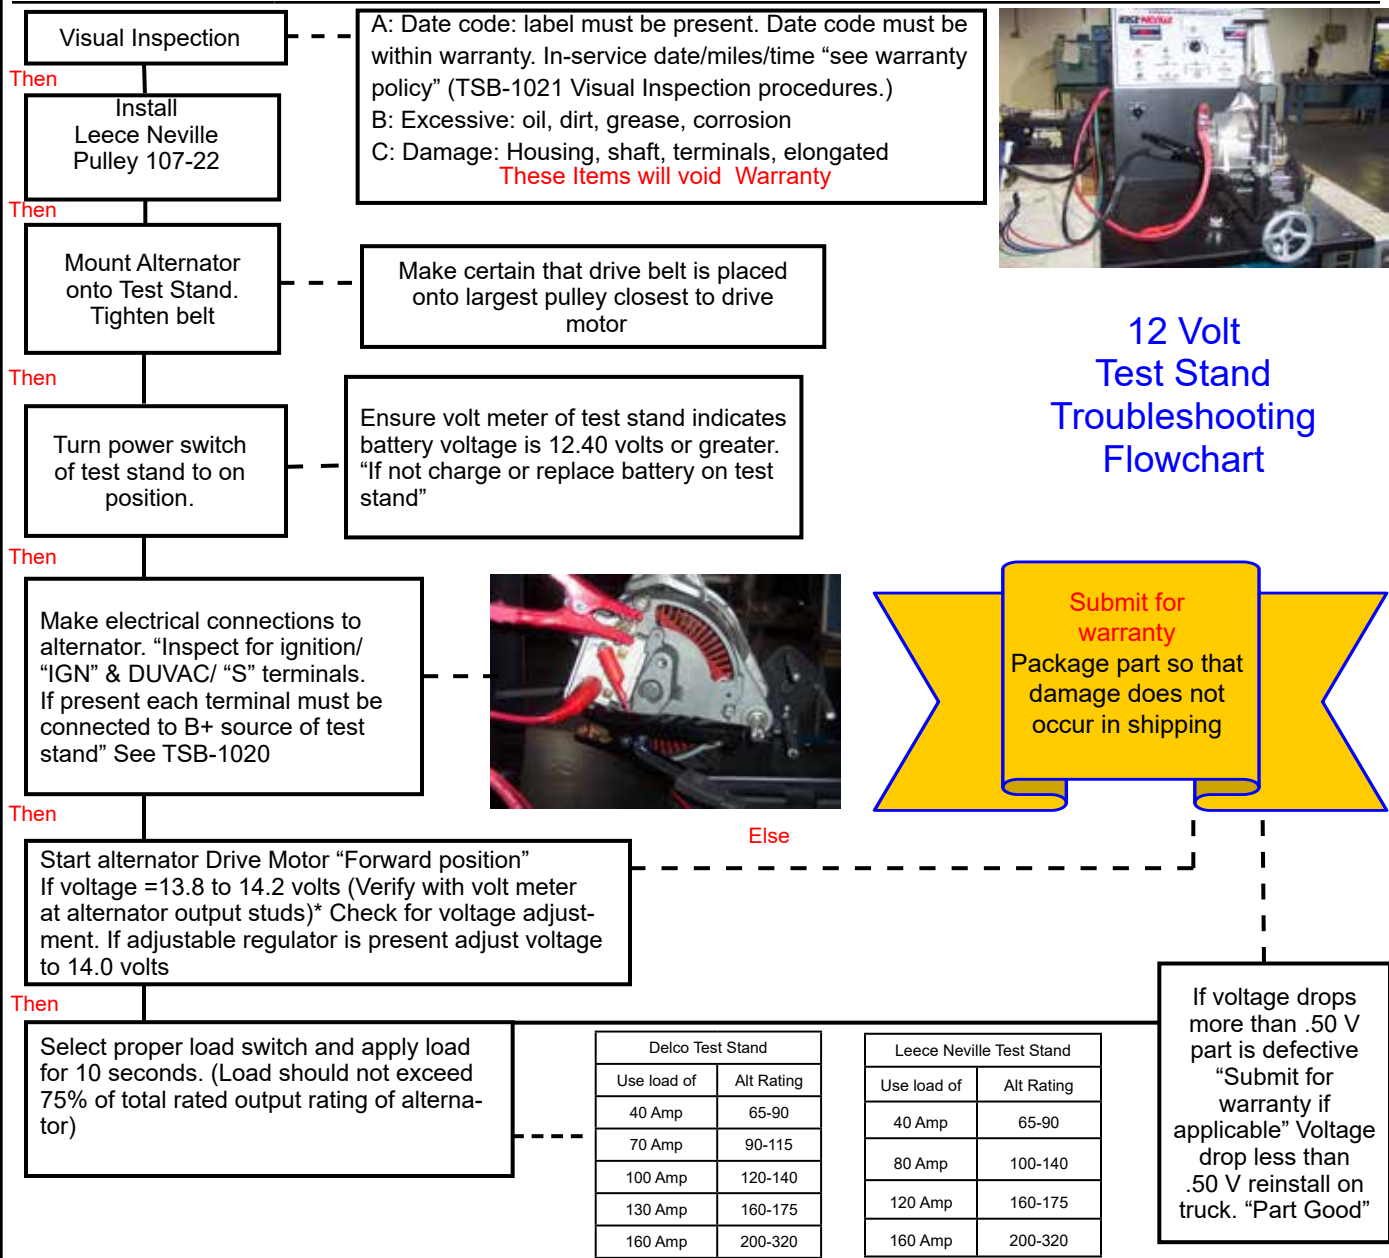 Visual Inspection
A: Date code: label must be present. Date code must be
within warranty. In-service date/miles/time “see warranty
policy” (TSB-1021 Visual Inspection procedures.)
B: Excessive: oil, dirt, grease, corrosion
C: Damage: Housing, shaft, terminals, elongated
These Items will void Warranty
Then
Install
Leece Neville
Pulley 107-22
Then
Mount Alternator
onto Test Stand.
Tighten belt
Make certain that drive belt is placed
onto largest pulley closest to drive
motor
12 Volt
Test Stand
Troubleshooting
Flowchart
Then
Turn power switch
of test stand to on
position.
Ensure volt meter of test stand indicates
battery voltage is 12.40 volts or greater.
“If not charge or replace battery on test
stand”
Then
Make electrical connections to
alternator. “Inspect for ignition/
“IGN” & DUVAC/ “S” terminals.
If present each terminal must be
connected to B+ source of test
stand” See TSB-1020
Submit for
warranty
Package part so that
damage does not
occur in shipping
Then
Else
Start alternator Drive Motor “Forward position”
If voltage =13.8 to 14.2 volts (Verify with volt meter
at alternator output studs)* Check for voltage adjust-
ment. If adjustable regulator is present adjust voltage
to 14.0 volts
Then
Select proper load switch and apply load
for 10 seconds. (Load should not exceed
75% of total rated output rating of alterna-
tor)
Delco Test Stand
Use load of Alt Rating
40 Amp 65-90
70 Amp 90-115
100 Amp 120-140
130 Amp 160-175
160 Amp 200-320
Leece Neville Test Stand
Use load of Alt Rating
40 Amp 65-90
80 Amp 100-140
120 Amp 160-175
160 Amp 200-320
If voltage drops
more than .50 V
part is defective
“Submit for
warranty if
applicable” Voltage
drop less than
.50 V reinstall on
truck. “Part Good”